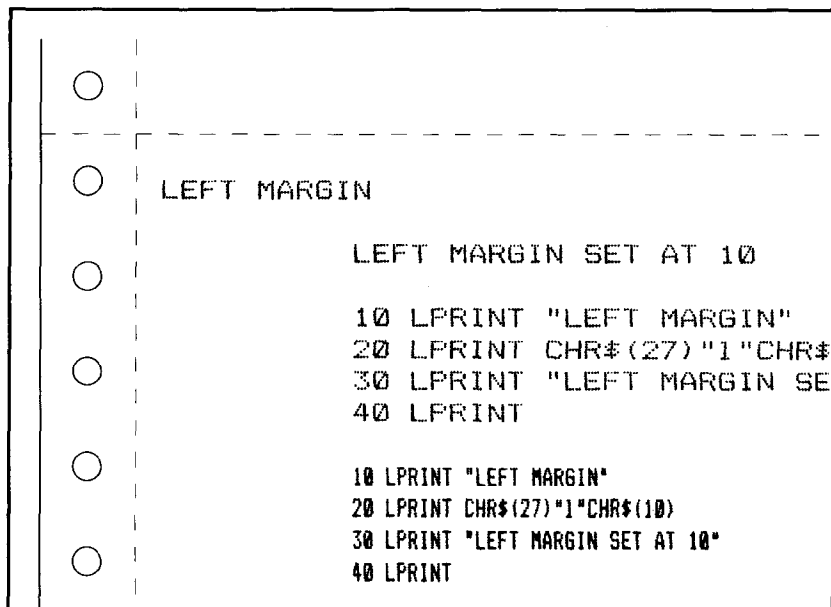 LEFT MARGIN
LEFT MARGIN SET AT 10
10 LPRINT "LEFT MARGIN"
20 LPRINT CHR$(27)"l"CHR$
30 LPRINT "LEFT MARGIN SE
40 LPRINT
10 LPRINT "LEFT MARGIN"
20 LPRINT CHR$(27)"l"CHR$(10)
30 LPRINT "LEFT MARGIN SET AT 10"
40 LPRINT